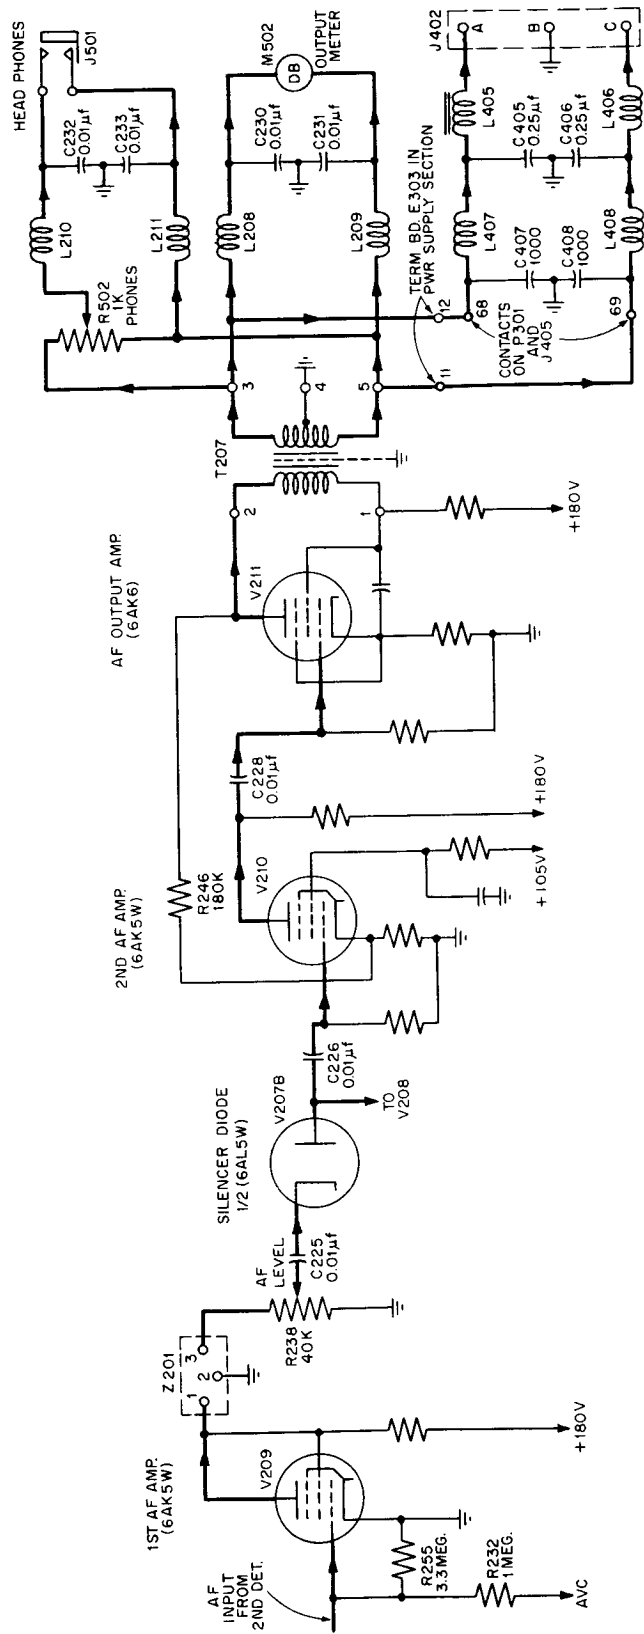 1ST AF AMP.
(6AK5W)
V209
AF
INPUT
FROM
2ND DET.
R255
3.3 MEG.
R232
1 MEG.
AVC
+180V
Z201
1
2
3
R238
40K
AF
LEVEL
C225
0.01µf
SILENCER DIODE
1/2 (6AL5W)
V207B
TO
V208
C226
0.01µf
2ND AF AMP.
(6AK5W)
R246
180K
V210
+105V
+180V
C228
0.01µf
AF OUTPUT AMP.
(6AK6)
V211
2
1
+180V
T207
3
4
5
R502
1K
PHONES
L210
L211
C232
0.01µf
C233
0.01µf
HEAD PHONES
J501
L208
L209
C230
0.01µf
C231
0.01µf
M502
DB
OUTPUT
METER
TERM BD. E303 IN
PWR SUPPLY SECTION
12
11
68
69
CONTACTS
ON P301
AND
J405
L407
L408
C407
1000
C408
1000
L405
L406
C405
0.25µf
C406
0.25µf
J402
A
B
C